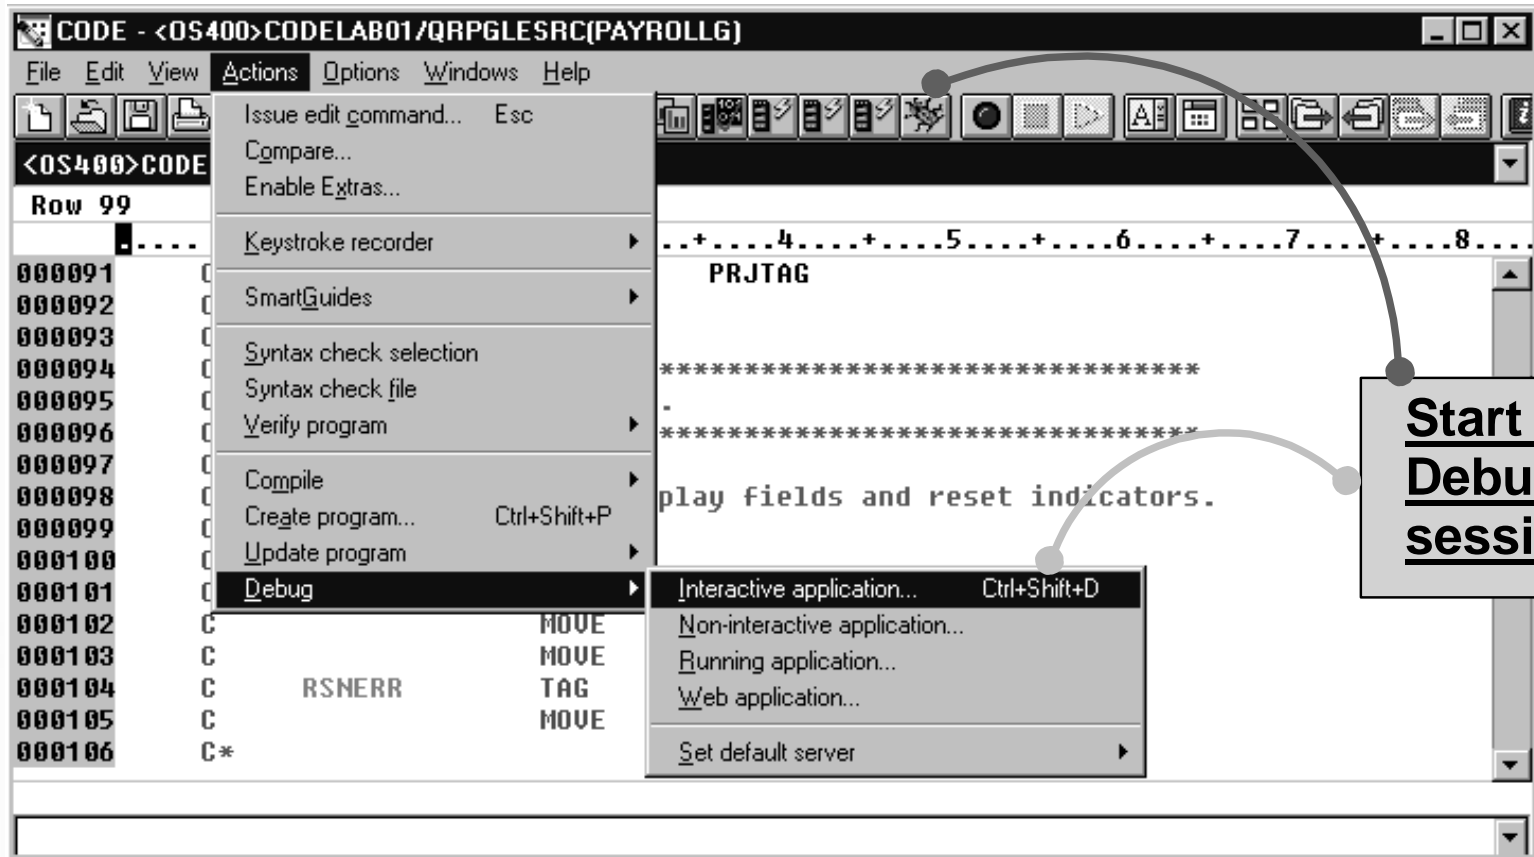 CODE - <OS400>CODELAB01/QRPGLESRC(PAYROLLG)
File Edit View Actions Options Windows Help
<OS400>CODE
Row 99
Issue edit command... Esc
Compare...
Enable Extras...
Keystroke recorder
SmartGuides
Syntax check selection
Syntax check file
Verify program
Compile
Create program... Ctrl+Shift+P
Update program
Debug
Interactive application... Ctrl+Shift+D
Non-interactive application...
Running application...
Web application...
Set default server
.... ..+....4....+....5....+....6....+....7....+....8....
000091 C PRJTAG
000092 C
000093 C
000094 C ********************************
000095 C .
000096 C ********************************
000097 C
000098 C play fields and reset indicators.
000099 C
000100 C
000101 C
000102 C MOVE
000103 C MOVE
000104 C RSNERR TAG
000105 C MOVE
000106 C*
Start
Debu
sessi